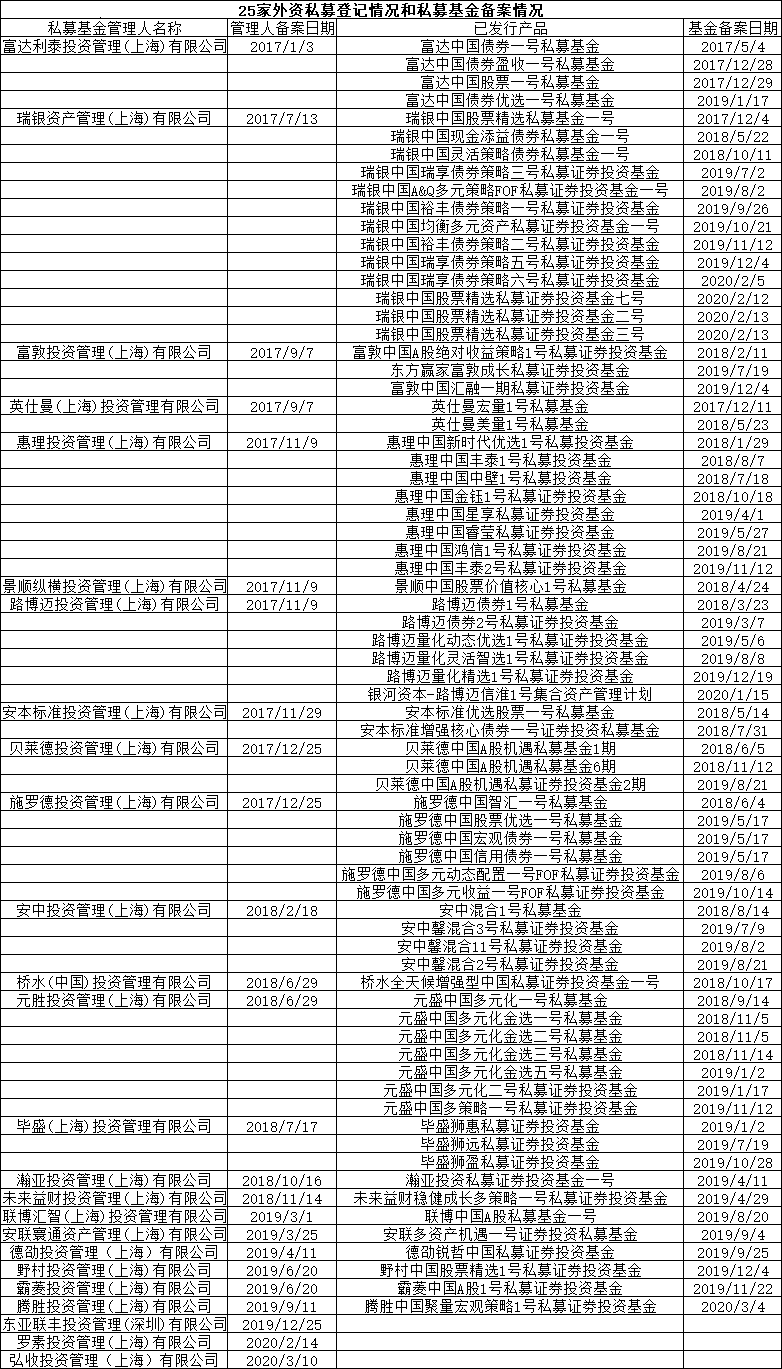 25家外资私募登记情况和私募基金备案情况
私募基金管理人名称 管理人备案日期 已发行产品 基金备案日期
富达利泰投资管理(上海)有限公司 2017/1/3 富达中国债券一号私募基金 2017/5/4
富达中国债券盈收一号私募基金 2017/12/28
富达中国股票一号私募基金 2017/12/29
富达中国债券优选一号私募基金 2019/1/17
瑞银资产管理(上海)有限公司 2017/7/13 瑞银中国股票精选私募基金一号 2017/12/4
瑞银中国现金添益债券私募基金一号 2018/5/22
瑞银中国灵活策略债券私募基金一号 2018/10/11
瑞银中国瑞享债券策略三号私募证券投资基金 2019/7/2
瑞银中国A&Q多元策略FOF私募证券投资基金一号 2019/8/2
瑞银中国裕丰债券策略一号私募证券投资基金 2019/9/26
瑞银中国均衡多元资产私募证券投资基金一号 2019/10/21
瑞银中国裕丰债券策略二号私募证券投资基金 2019/11/12
瑞银中国瑞享债券策略五号私募证券投资基金 2019/12/4
瑞银中国瑞享债券策略六号私募证券投资基金 2020/2/5
瑞银中国股票精选私募证券投资基金七号 2020/2/12
瑞银中国股票精选私募证券投资基金二号 2020/2/13
瑞银中国股票精选私募证券投资基金三号 2020/2/13
富敦投资管理(上海)有限公司 2017/9/7 富敦中国A股绝对收益策略1号私募证券投资基金 2018/2/11
东方赢家富敦成长私募证券投资基金 2019/7/19
富敦中国汇融一期私募证券投资基金 2019/12/4
英仕曼(上海)投资管理有限公司 2017/9/7 英仕曼宏量1号私募基金 2017/12/11
英仕曼美量1号私募基金 2018/5/23
惠理投资管理(上海)有限公司 2017/11/9 惠理中国新时代优选1号私募投资基金 2018/1/29
惠理中国丰泰1号私募投资基金 2018/8/7
惠理中国中璧1号私募投资基金 2018/7/18
惠理中国金钰1号私募证券投资基金 2018/10/18
惠理中国星享私募证券投资基金 2019/4/1
惠理中国睿莹私募证券投资基金 2019/5/27
惠理中国鸿信1号私募证券投资基金 2019/8/21
惠理中国丰泰2号私募证券投资基金 2019/11/12
景顺纵横投资管理(上海)有限公司 2017/11/9 景顺中国股票价值核心1号私募基金 2018/4/24
路博迈投资管理(上海)有限公司 2017/11/9 路博迈债券1号私募基金 2018/3/23
路博迈债券2号私募证券投资基金 2019/3/7
路博迈量化动态优选1号私募证券投资基金 2019/5/6
路博迈量化灵活智选1号私募证券投资基金 2019/8/8
路博迈量化精选1号私募证券投资基金 2019/12/19
银河资本-路博迈信淮1号集合资产管理计划 2020/1/15
安本标准投资管理(上海)有限公司 2017/11/29 安本标准优选股票一号私募基金 2018/5/14
安本标准增强核心债券一号证券投资私募基金 2018/7/31
贝莱德投资管理(上海)有限公司 2017/12/25 贝莱德中国A股机遇私募基金1期 2018/6/5
贝莱德中国A股机遇私募基金6期 2018/11/12
贝莱德中国A股机遇私募证券投资基金2期 2019/8/21
施罗德投资管理(上海)有限公司 2017/12/25 施罗德中国智汇一号私募基金 2018/6/4
施罗德中国股票优选一号私募基金 2019/5/17
施罗德中国宏观债券一号私募基金 2019/5/17
施罗德中国信用债券一号私募基金 2019/5/17
施罗德中国多元动态配置一号FOF私募证券投资基金 2019/8/6
施罗德中国多元收益一号FOF私募证券投资基金 2019/10/14
安中投资管理(上海)有限公司 2018/2/18 安中混合1号私募基金 2018/8/14
安中馨混合3号私募证券投资基金 2019/7/9
安中馨混合11号私募证券投资基金 2019/8/2
安中馨混合2号私募证券投资基金 2019/8/21
桥水(中国)投资管理有限公司 2018/6/29 桥水全天候增强型中国私募证券投资基金一号 2018/10/17
元胜投资管理(上海)有限公司 2018/6/29 元盛中国多元化一号私募基金 2018/9/14
元盛中国多元化金选一号私募基金 2018/11/5
元盛中国多元化金选二号私募基金 2018/11/5
元盛中国多元化金选三号私募基金 2018/11/14
元盛中国多元化金选五号私募基金 2019/1/2
元盛中国多元化二号私募证券投资基金 2019/1/17
元盛中国多策略一号私募证券投资基金 2019/11/12
毕盛(上海)投资管理有限公司 2018/7/17 毕盛狮惠私募证券投资基金 2019/1/2
毕盛狮远私募证券投资基金 2019/7/19
毕盛狮盈私募证券投资基金 2019/10/28
瀚亚投资管理(上海)有限公司 2018/10/16 瀚亚投资私募证券投资基金一号 2019/4/11
未来益财投资管理(上海)有限公司 2018/11/14 未来益财稳健成长多策略一号私募证券投资基金 2019/4/29
联博汇智(上海)投资管理有限公司 2019/3/1 联博中国A股私募基金一号 2019/8/20
安联寰通资产管理(上海)有限公司 2019/3/25 安联多资产机遇一号证券投资私募基金 2019/9/4
德劭投资管理（上海）有限公司 2019/4/11 德劭锐哲中国私募证券投资基金 2019/9/25
野村投资管理(上海)有限公司 2019/6/20 野村中国股票精选1号私募证券投资基金 2019/12/4
霸菱投资管理(上海)有限公司 2019/6/20 霸菱中国A股1号私募证券投资基金 2019/11/22
腾胜投资管理(上海)有限公司 2019/9/11 腾胜中国聚量宏观策略1号私募证券投资基金 2020/3/4
东亚联丰投资管理(深圳)有限公司 2019/12/25
罗素投资管理(上海)有限公司 2020/2/14
弘收投资管理（上海）有限公司 2020/3/10